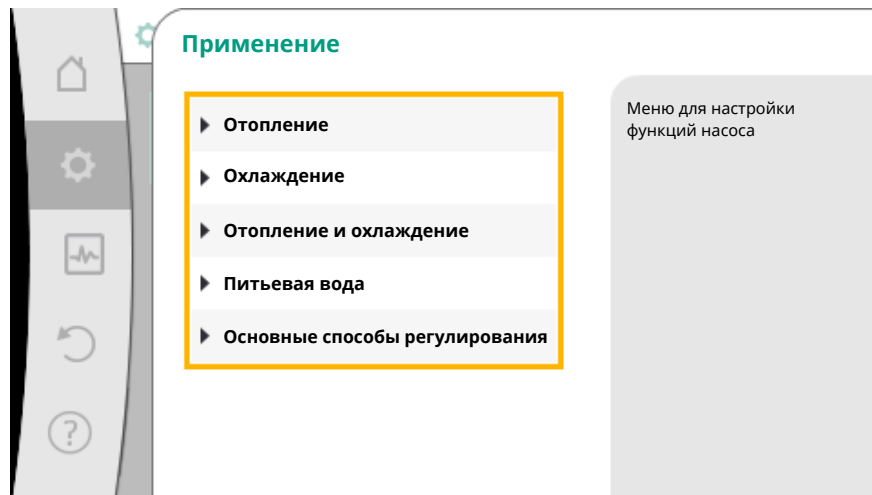 Применение
Отопление
Охлаждение
Отопление и охлаждение
Питьевая вода
Основные способы регулирования
Меню для настройки
функций насоса
?